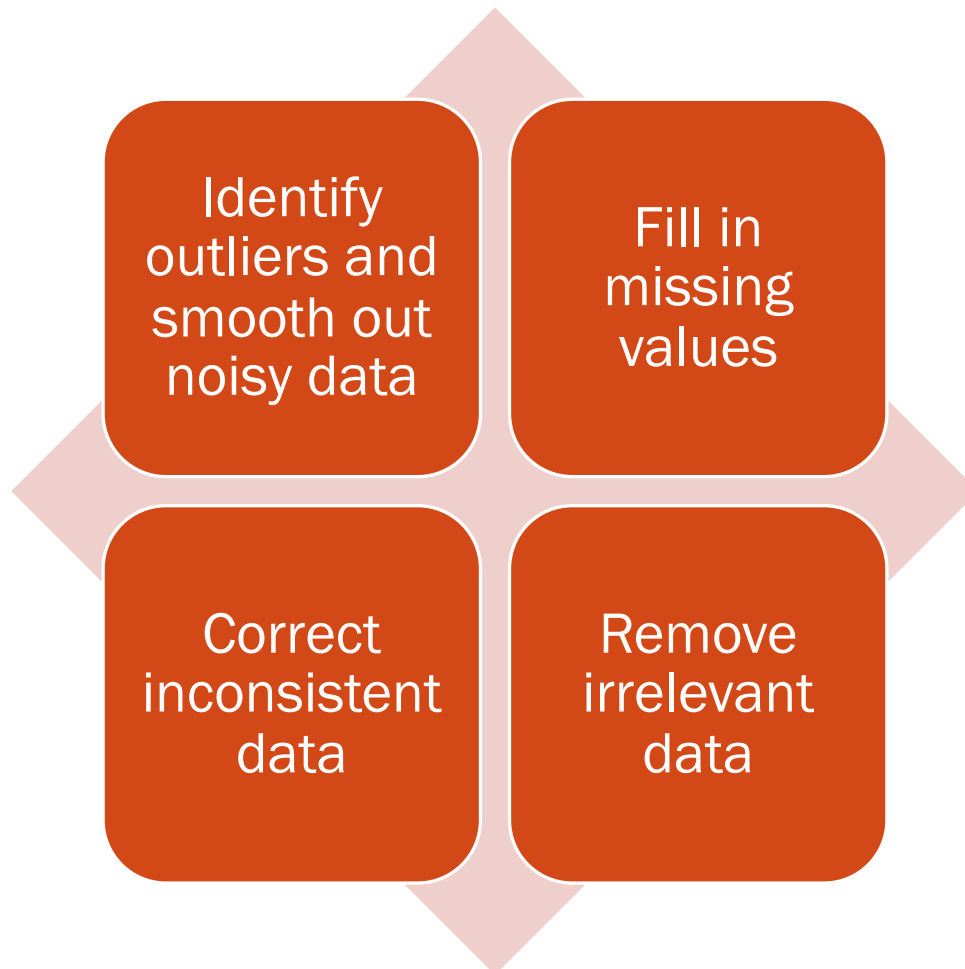 Identify
outliers and
smooth out
noisy data
Fill in
missing
values
Correct
inconsistent
data
Remove
irrelevant
data